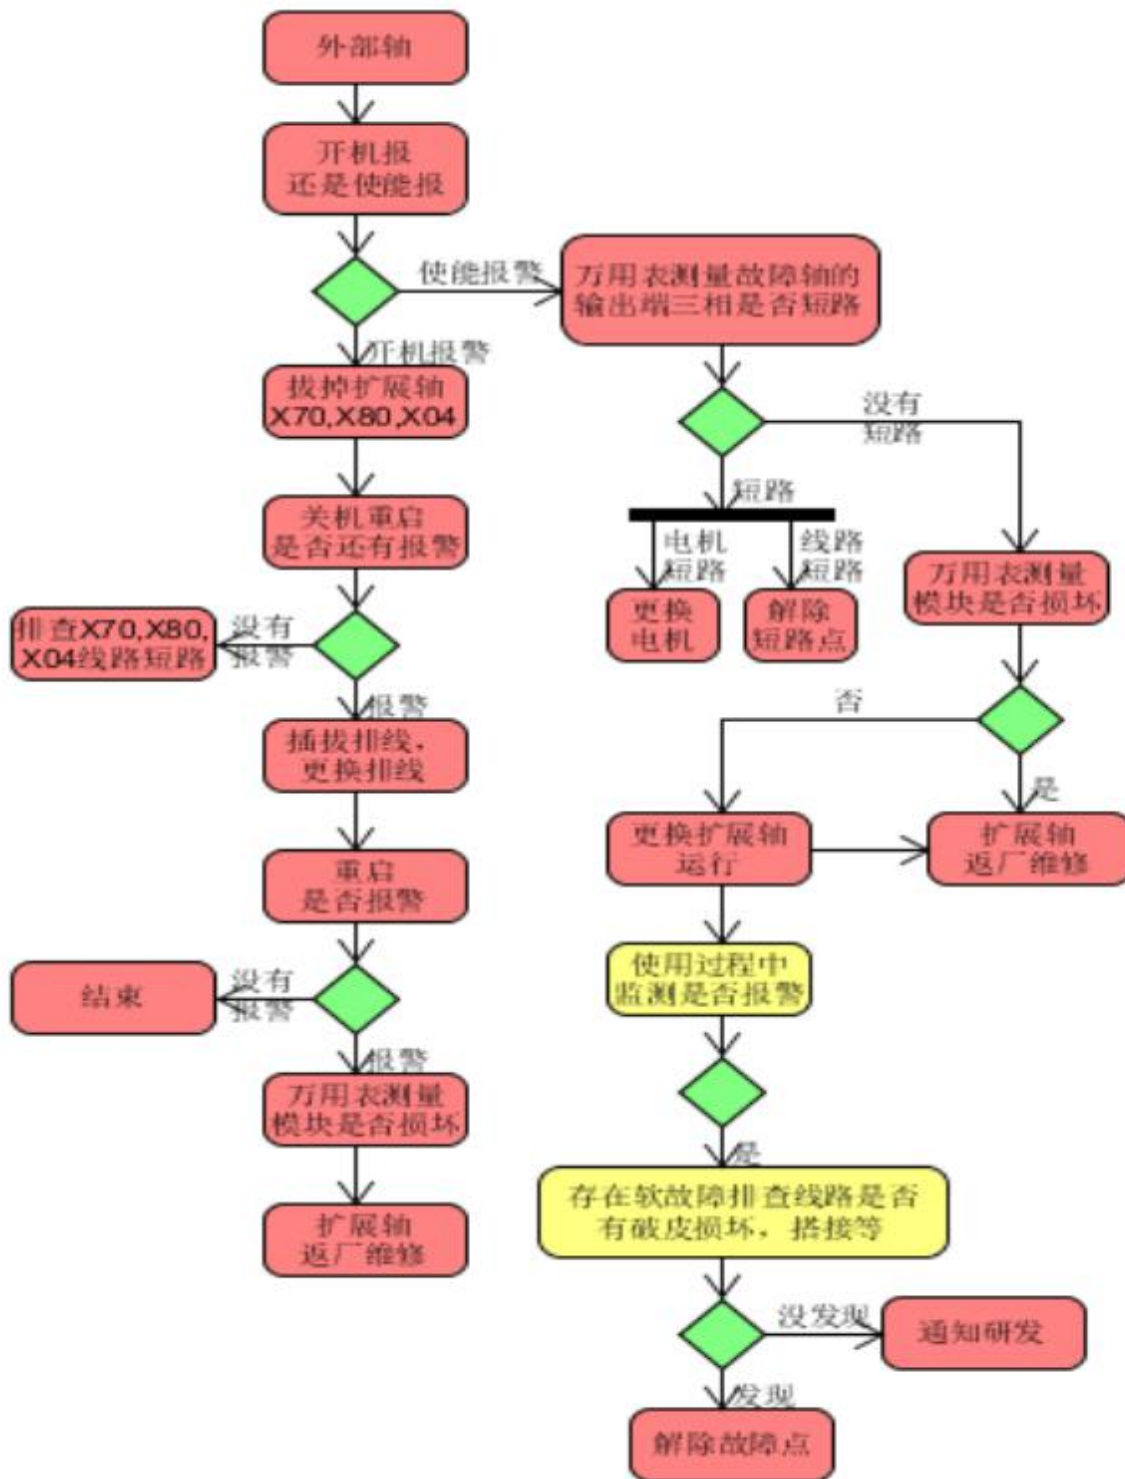 外部轴
开机报
还是使能报
使能报警
万用表测量故障轴的
输出端三相是否短路
开机报警
拔掉扩展轴
X70,X80,X04
没有
短路
关机重启
是否还有报警
短路
电机
短路
线路
短路
更换
电机
解除
短路点
万用表测量
模块是否损坏
排查X70,X80,
X04线路短路
没有
报警
报警
插拔排线，
更换排线
否
是
更换扩展轴
运行
扩展轴
返厂维修
重启
是否报警
使用过程中
监测是否报警
结束
没有
报警
报警
万用表测量
模块是否损坏
是
存在软故障排查线路是否
有破皮损坏，搭接等
扩展轴
返厂维修
没发现
通知研发
发现
解除故障点